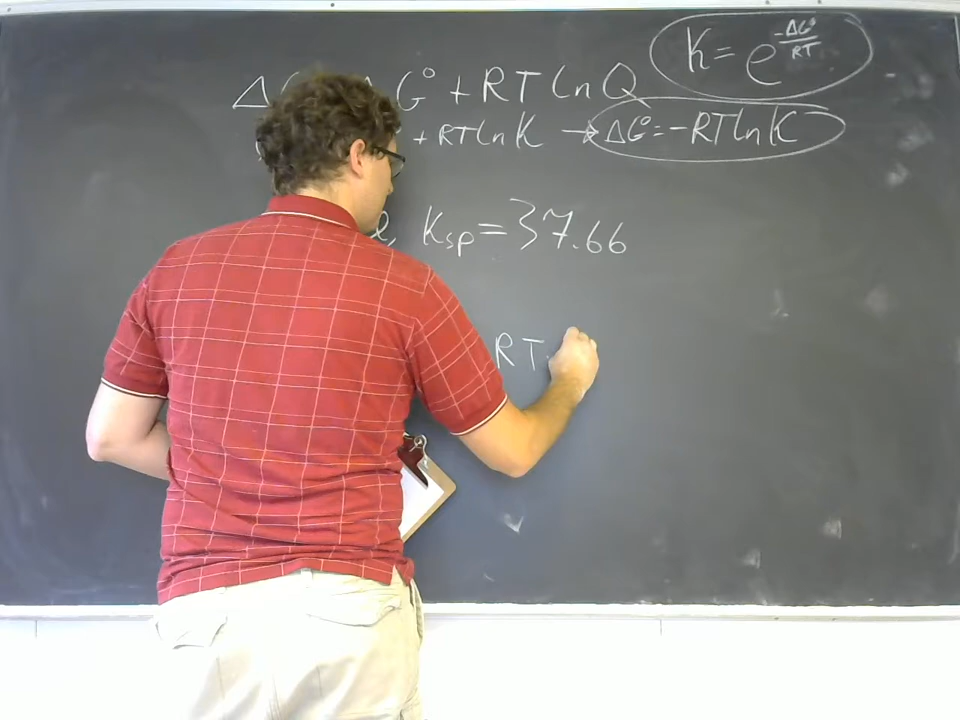 K = e^(-ΔG°/RT)
Δ G° + RT ln Q
+ RT ln K → ΔG° = -RT ln K
Ksp = 37.66
RT